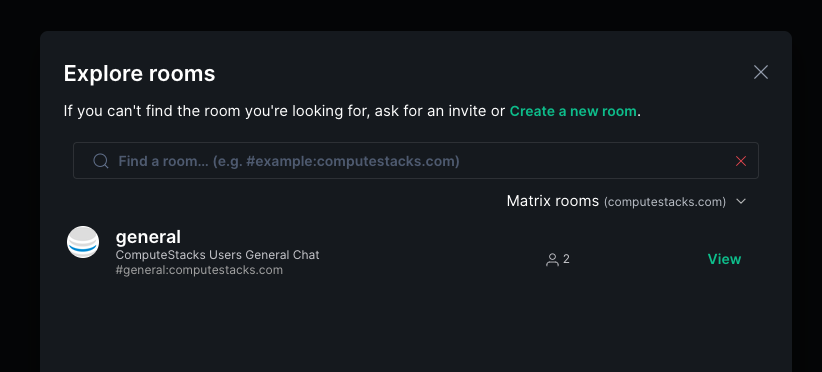 Explore rooms
If you can't find the room you're looking for, ask for an invite or Create a new room.
Find a room... (e.g. #example:computestacks.com)
Matrix rooms (computestacks.com)
general
ComputeStacks Users General Chat
#general:computestacks.com
2
View